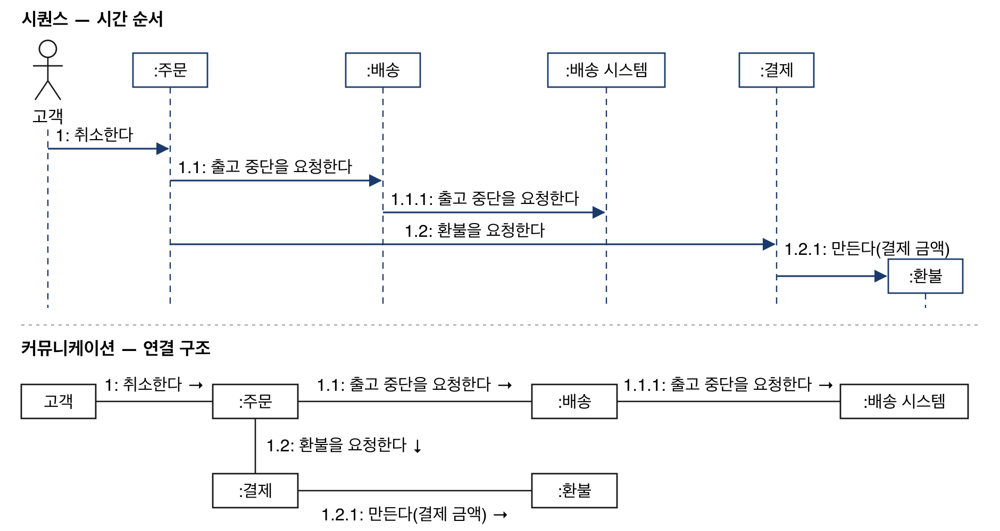 시퀀스 — 시간 순서
:주문
:배송
:배송 시스템
:결제
고객
1: 취소한다
1.1: 출고 중단을 요청한다
1.1.1: 출고 중단을 요청한다
1.2: 환불을 요청한다
1.2.1: 만든다(결제 금액)
:환불
커뮤니케이션 — 연결 구조
1: 취소한다 →
1.1: 출고 중단을 요청한다 →
1.1.1: 출고 중단을 요청한다 →
고객
:주문
:배송
:배송 시스템
1.2: 환불을 요청한다 ↓
:결제
:환불
1.2.1: 만든다(결제 금액) →